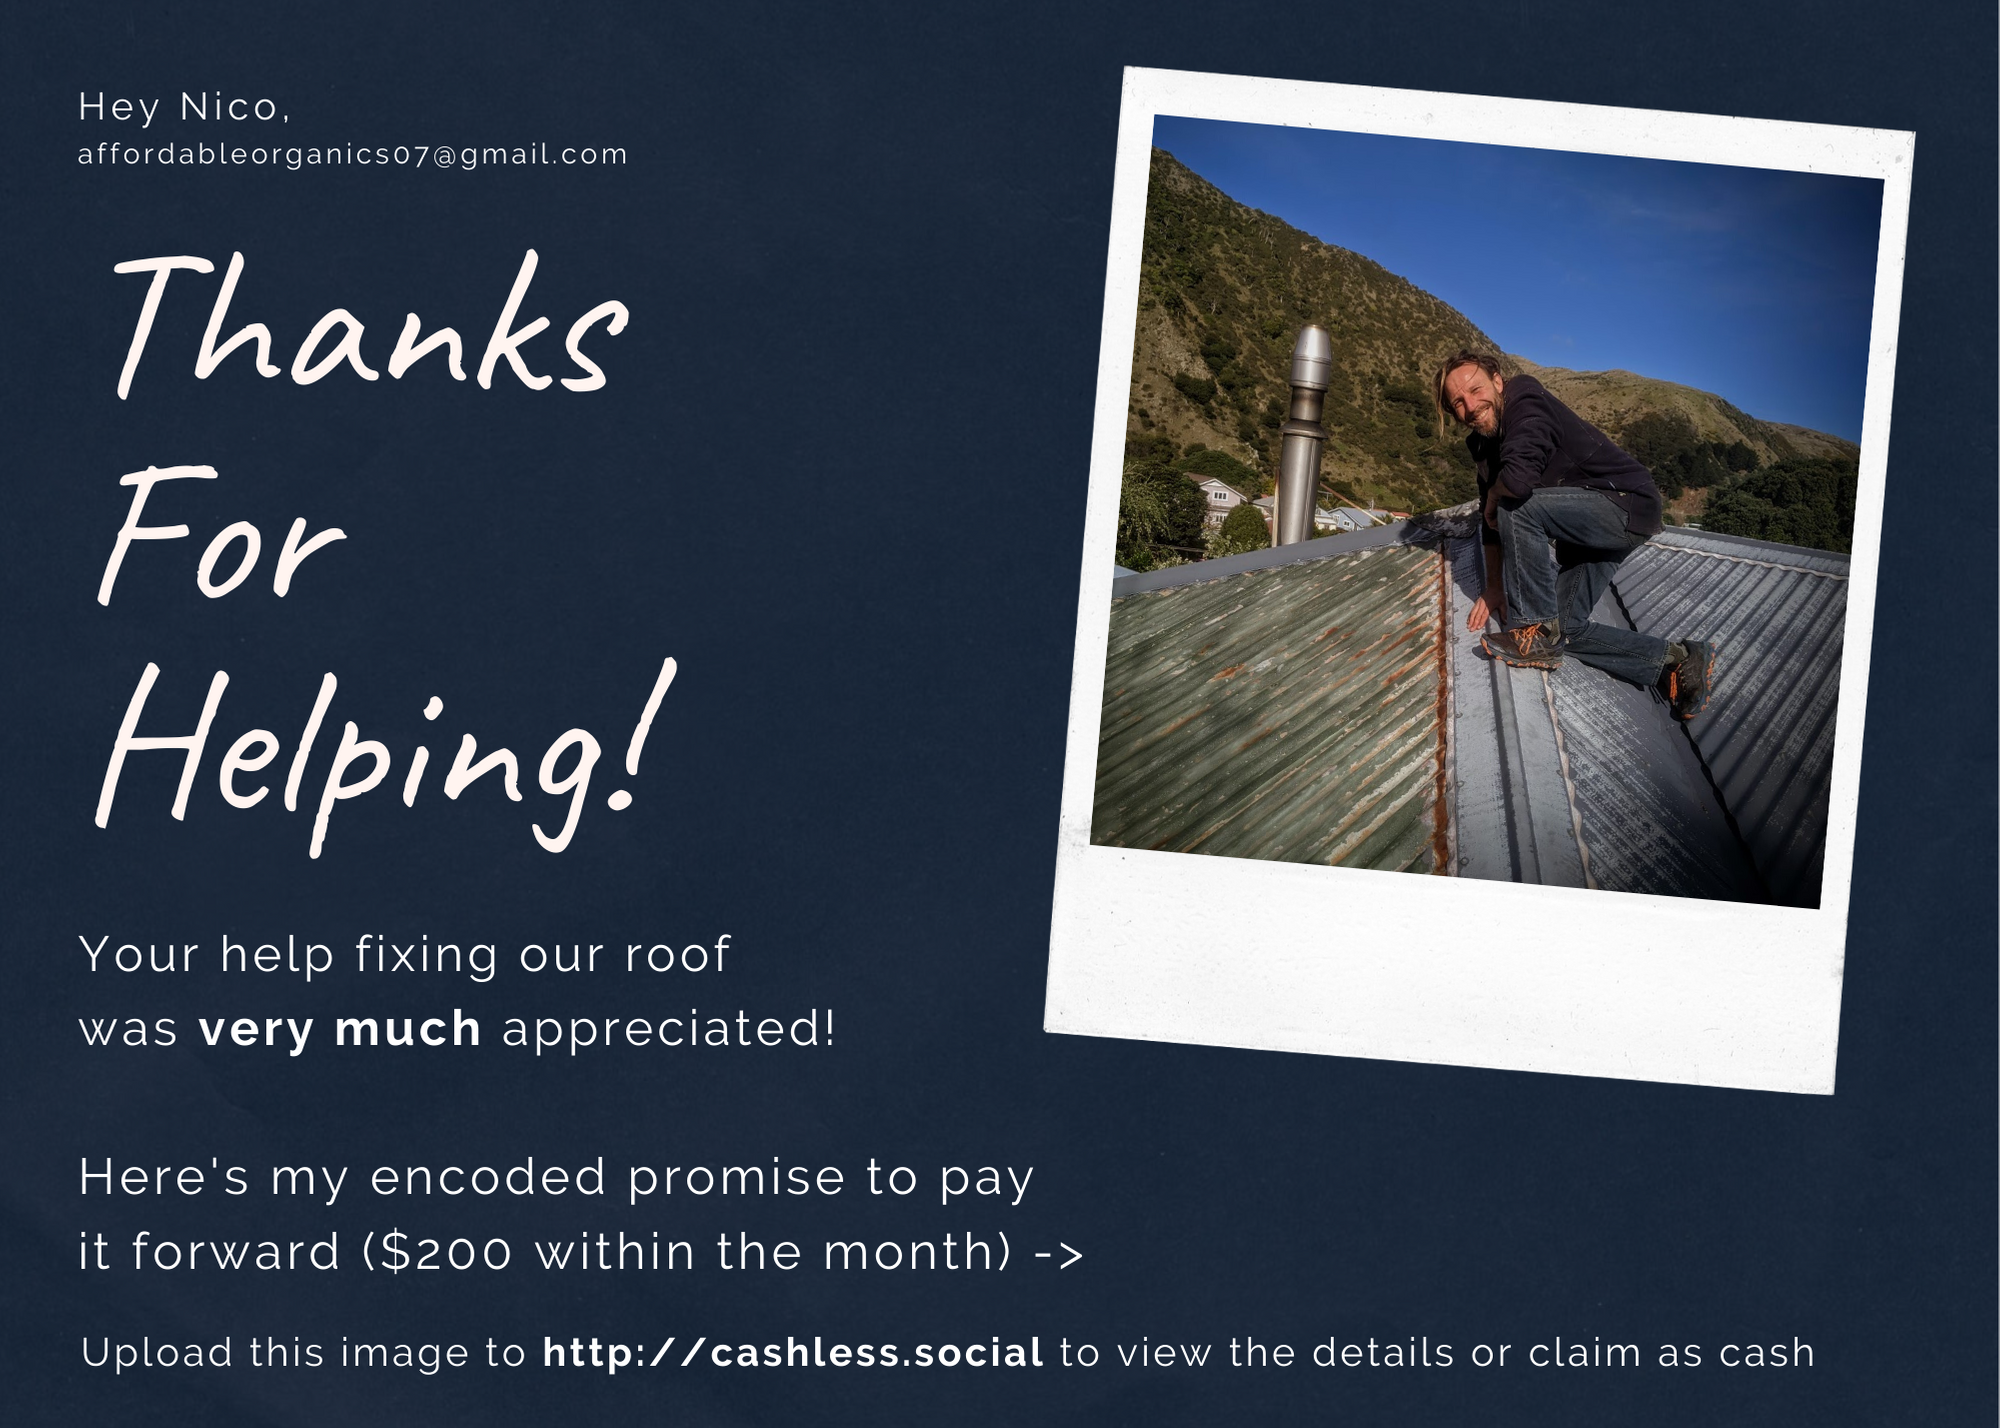 Hey Nico,
affordableorganics07@gmail.com
Thanks
For
Helping!
Your help fixing our roof
was very much appreciated!
Here's my encoded promise to pay
it forward ($200 within the month) ->
Upload this image to http://cashless.social to view the details or claim as cash